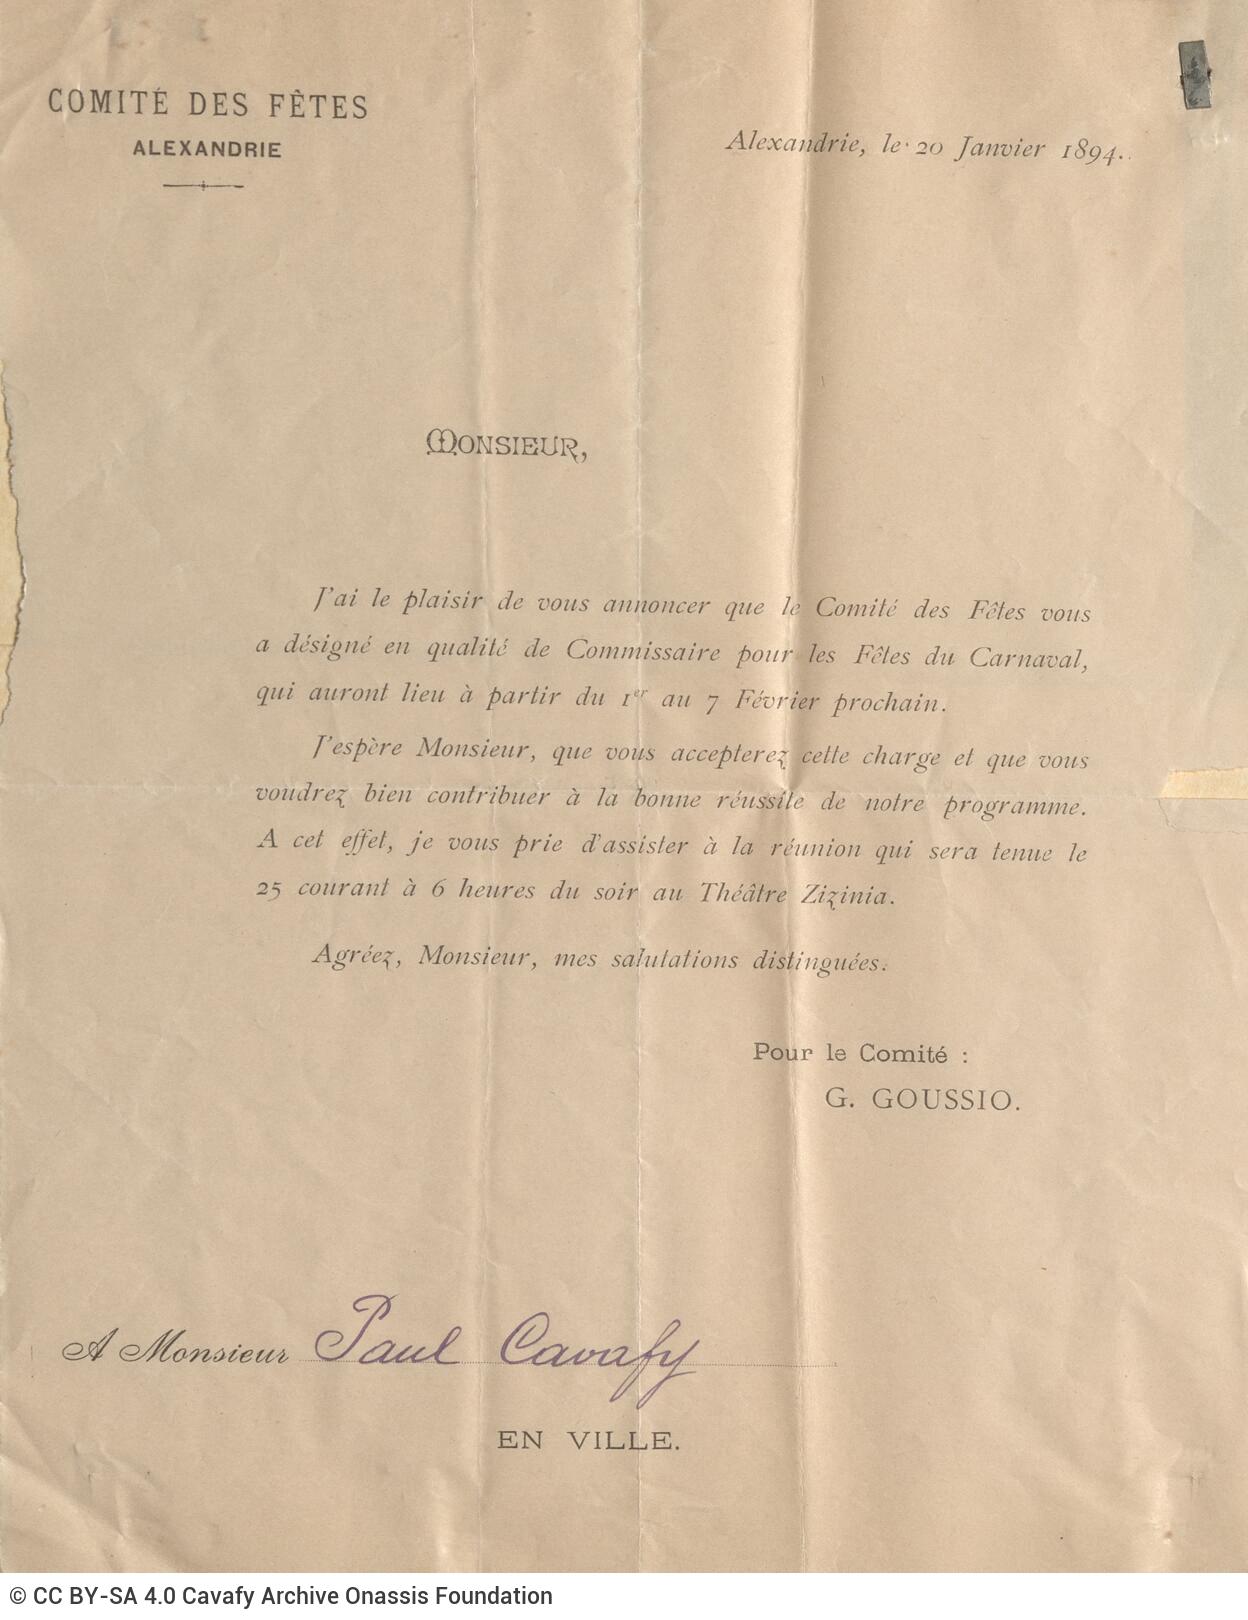 COMITÉ DES FÊTES
ALEXANDRIE
Alexandrie, le 20 Janvier 1894.
MONSIEUR,
J'ai le plaisir de vous annoncer que le Comité des Fêtes vous
a désigné en qualité de Commissaire pour les Fêtes du Carnaval,
qui auront lieu à partir du 1er au 7 Février prochain.
J'espère Monsieur, que vous accepterez cette charge et que vous
voudrez bien contribuer à la bonne réussite de notre programme.
A cet effet, je vous prie d'assister à la réunion qui sera tenue le
25 courant à 6 heures du soir au Théâtre Zizinia.
Agréez, Monsieur, mes salutations distinguées.
Pour le Comité :
G. GOUSSIO.
A Monsieur Paul Cavafy
EN VILLE.
© CC BY-SA 4.0 Cavafy Archive Onassis Foundation